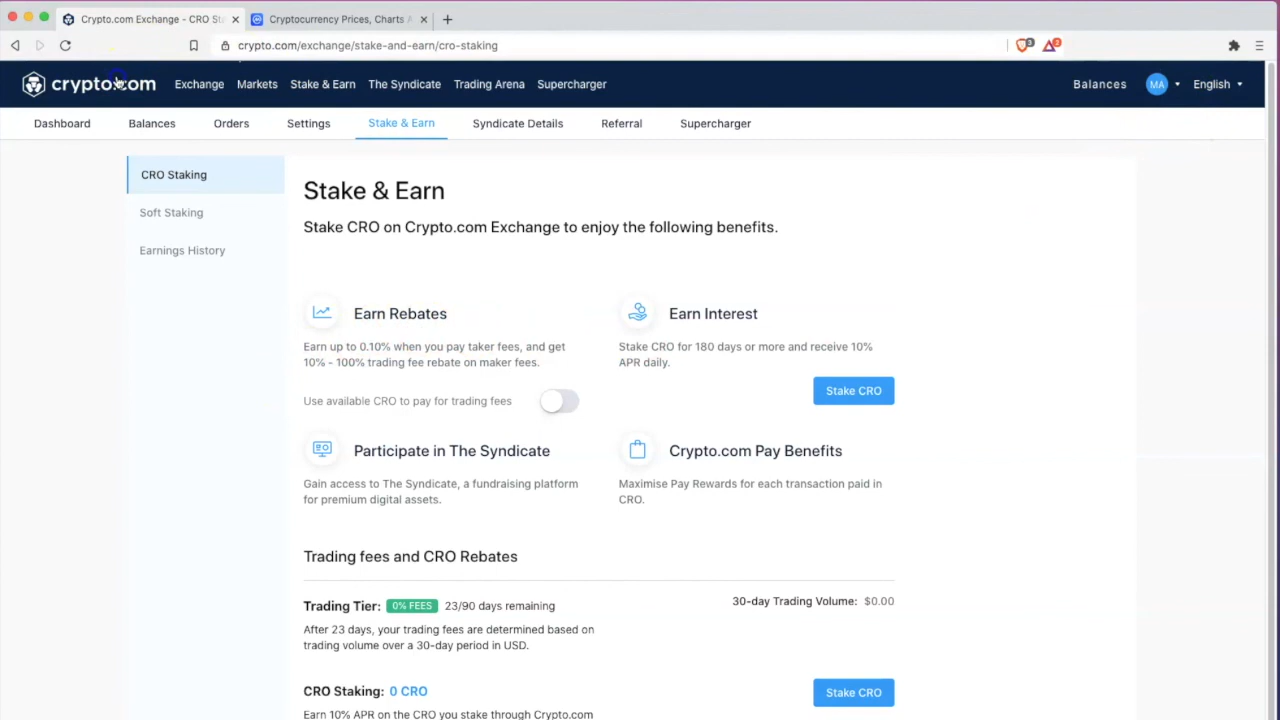 Crypto.com Exchange - CRO St
Cryptocurrency Prices, Charts A
crypto.com/exchange/stake-and-earn/cro-staking
crypto.com
Exchange
Markets
Stake & Earn
The Syndicate
Trading Arena
Supercharger
Balances
MA
English
Dashboard
Balances
Orders
Settings
Stake & Earn
Syndicate Details
Referral
Supercharger
CRO Staking
Soft Staking
Earnings History
Stake & Earn
Stake CRO on Crypto.com Exchange to enjoy the following benefits.
Earn Rebates
Earn up to 0.10% when you pay taker fees, and get
10% - 100% trading fee rebate on maker fees.
Use available CRO to pay for trading fees
Earn Interest
Stake CRO for 180 days or more and receive 10%
APR daily.
Stake CRO
Participate in The Syndicate
Gain access to The Syndicate, a fundraising platform
for premium digital assets.
Crypto.com Pay Benefits
Maximise Pay Rewards for each transaction paid in
CRO.
Trading fees and CRO Rebates
Trading Tier: 0% FEES 23/90 days remaining
30-day Trading Volume: $0.00
After 23 days, your trading fees are determined based on
trading volume over a 30-day period in USD.
CRO Staking: 0 CRO
Stake CRO
Earn 10% APR on the CRO you stake through Crypto.com